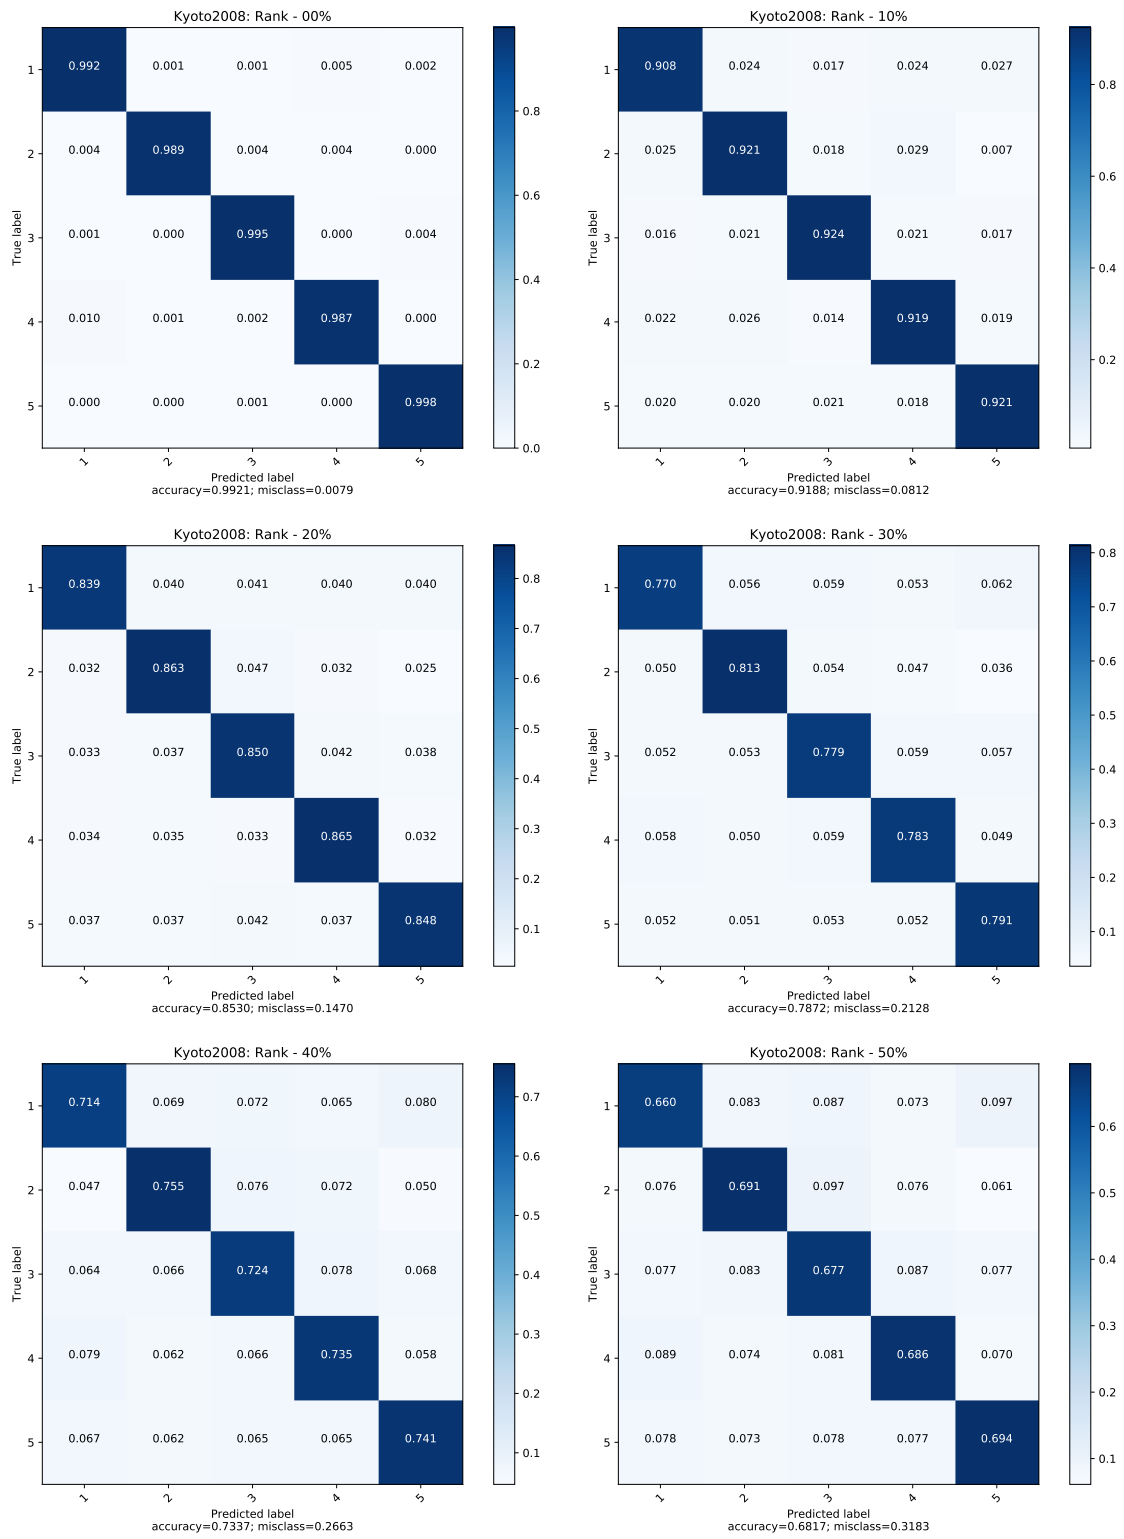 Kyoto2008: Rank - 00%
1 0.992 0.001 0.001 0.005 0.002
2 0.004 0.989 0.004 0.004 0.000
3 0.001 0.000 0.995 0.000 0.004
4 0.010 0.001 0.002 0.987 0.000
5 0.000 0.000 0.001 0.000 0.998
True label
1 2 3 4 5
Predicted label
accuracy=0.9921; misclass=0.0079
0.8
0.6
0.4
0.2
0.0
Kyoto2008: Rank - 10%
1 0.908 0.024 0.017 0.024 0.027
2 0.025 0.921 0.018 0.029 0.007
3 0.016 0.021 0.924 0.021 0.017
4 0.022 0.026 0.014 0.919 0.019
5 0.020 0.020 0.021 0.018 0.921
True label
1 2 3 4 5
Predicted label
accuracy=0.9188; misclass=0.0812
0.8
0.6
0.4
0.2
Kyoto2008: Rank - 20%
1 0.839 0.040 0.041 0.040 0.040
2 0.032 0.863 0.047 0.032 0.025
3 0.033 0.037 0.850 0.042 0.038
4 0.034 0.035 0.033 0.865 0.032
5 0.037 0.037 0.042 0.037 0.848
True label
1 2 3 4 5
Predicted label
accuracy=0.8530; misclass=0.1470
0.8
0.7
0.6
0.5
0.4
0.3
0.2
0.1
Kyoto2008: Rank - 30%
1 0.770 0.056 0.059 0.053 0.062
2 0.050 0.813 0.054 0.047 0.036
3 0.052 0.053 0.779 0.059 0.057
4 0.058 0.050 0.059 0.783 0.049
5 0.052 0.051 0.053 0.052 0.791
True label
1 2 3 4 5
Predicted label
accuracy=0.7872; misclass=0.2128
0.8
0.7
0.6
0.5
0.4
0.3
0.2
0.1
Kyoto2008: Rank - 40%
1 0.714 0.069 0.072 0.065 0.080
2 0.047 0.755 0.076 0.072 0.050
3 0.064 0.066 0.724 0.078 0.068
4 0.079 0.062 0.066 0.735 0.058
5 0.067 0.062 0.065 0.065 0.741
True label
1 2 3 4 5
Predicted label
accuracy=0.7337; misclass=0.2663
0.7
0.6
0.5
0.4
0.3
0.2
0.1
Kyoto2008: Rank - 50%
1 0.660 0.083 0.087 0.073 0.097
2 0.076 0.691 0.097 0.076 0.061
3 0.077 0.083 0.677 0.087 0.077
4 0.089 0.074 0.081 0.686 0.070
5 0.078 0.073 0.078 0.077 0.694
True label
1 2 3 4 5
Predicted label
accuracy=0.6817; misclass=0.3183
0.6
0.5
0.4
0.3
0.2
0.1